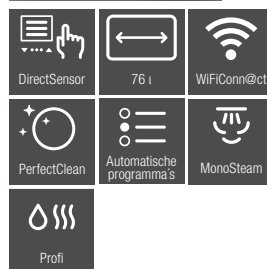 DirectSensor
76 l
WiFiConn@ct
PerfectClean
Automatische
programma's
MonoSteam
Profi